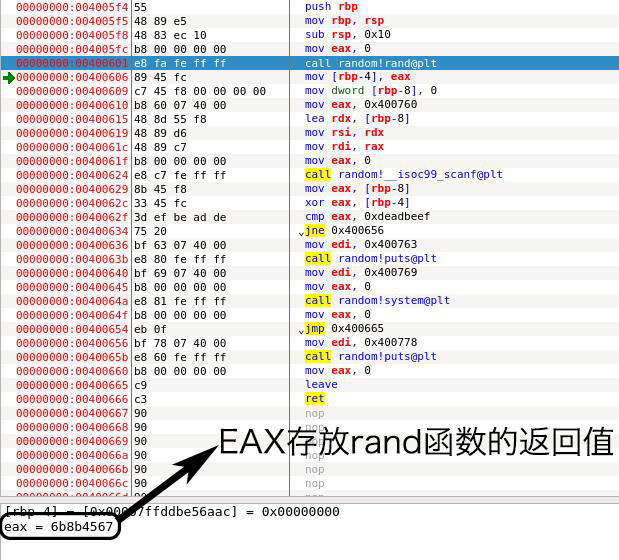 00000000:004005f4 55 push rbp
00000000:004005f5 48 89 e5 mov rbp, rsp
00000000:004005f8 48 83 ec 10 sub rsp, 0x10
00000000:004005fc b8 00 00 00 00 mov eax, 0
00000000:00400601 e8 fa fe ff ff call random!rand@plt
00000000:00400606 89 45 fc mov [rbp-4], eax
00000000:00400609 c7 45 f8 00 00 00 00 mov dword [rbp-8], 0
00000000:00400610 b8 60 07 40 00 mov eax, 0x400760
00000000:00400615 48 8d 55 f8 lea rdx, [rbp-8]
00000000:00400619 48 89 d6 mov rsi, rdx
00000000:0040061c 48 89 c7 mov rdi, rax
00000000:0040061f b8 00 00 00 00 mov eax, 0
00000000:00400624 e8 c7 fe ff ff call random!__isoc99_scanf@plt
00000000:00400629 8b 45 f8 mov eax, [rbp-8]
00000000:0040062c 33 45 fc xor eax, [rbp-4]
00000000:0040062f 3d ef be ad de cmp eax, 0xdeadbeef
00000000:00400634 75 20 jne 0x400656
00000000:00400636 bf 63 07 40 00 mov edi, 0x400763
00000000:0040063b e8 80 fe ff ff call random!puts@plt
00000000:00400640 bf 69 07 40 00 mov edi, 0x400769
00000000:00400645 b8 00 00 00 00 mov eax, 0
00000000:0040064a e8 81 fe ff ff call random!system@plt
00000000:0040064f b8 00 00 00 00 mov eax, 0
00000000:00400654 eb 0f jmp 0x400665
00000000:00400656 bf 78 07 40 00 mov edi, 0x400778
00000000:0040065b e8 60 fe ff ff call random!puts@plt
00000000:00400660 b8 00 00 00 00 mov eax, 0
00000000:00400665 c9 leave
00000000:00400666 c3 ret
00000000:00400667 90 nop
00000000:00400668 90 nop
00000000:00400669 90 nop
EAX存放rand函数的返回值
00000000:0040066a 90 nop
00000000:0040066b 90 nop
00000000:0040066c 90 nop
[rbp-4] = = 0x00000000
eax = 6b8b4567